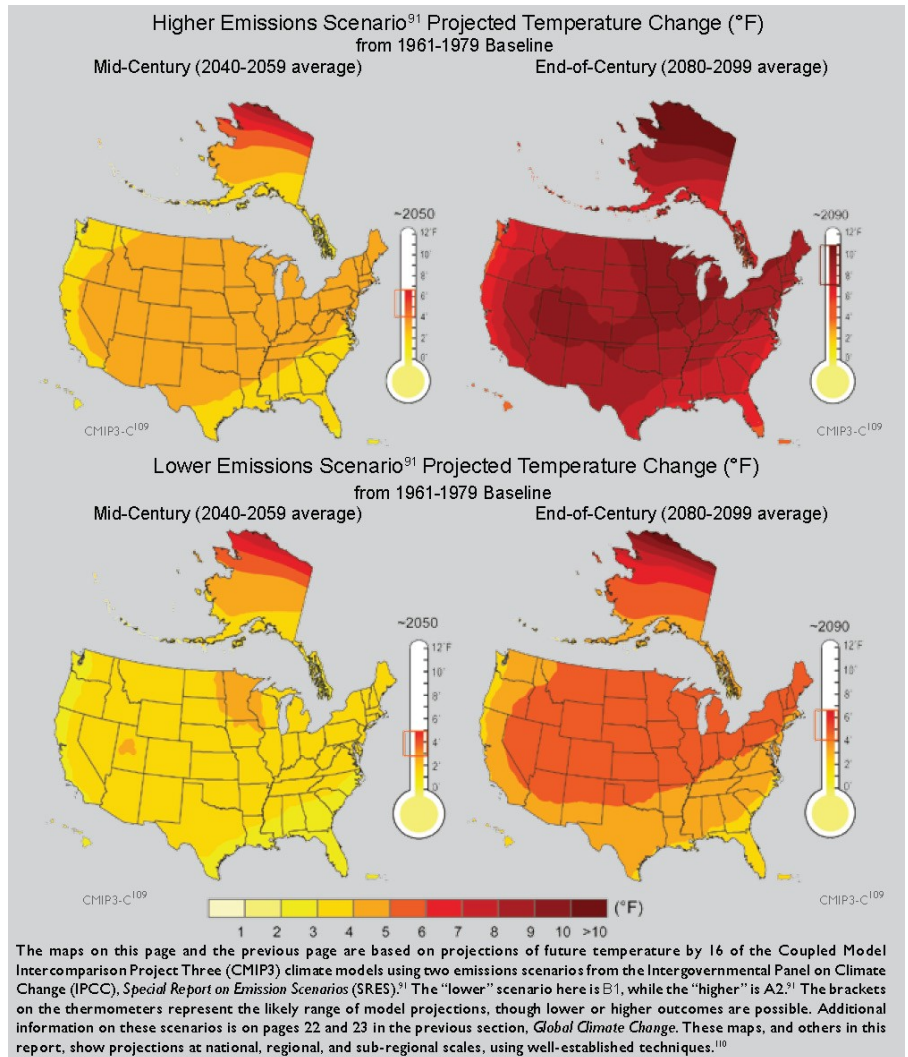 Higher Emissions Scenario⁹¹ Projected Temperature Change (°F)
from 1961-1979 Baseline
Mid-Century (2040-2059 average)
End-of-Century (2080-2099 average)
~2050
12°F
10°
8°
6°
4°
2°
0°
CMIP3-C¹⁰⁹
~2090
12°F
10°
8°
6°
4°
2°
0°
CMIP3-C¹⁰⁹
Lower Emissions Scenario⁹¹ Projected Temperature Change (°F)
from 1961-1979 Baseline
Mid-Century (2040-2059 average)
End-of-Century (2080-2099 average)
~2050
12°F
10°
8°
6°
4°
2°
0°
CMIP3-C¹⁰⁹
~2090
12°F
10°
8°
6°
4°
2°
0°
CMIP3-C¹⁰⁹
(°F)
1 2 3 4 5 6 7 8 9 10 >10
The maps on this page and the previous page are based on projections of future temperature by 16 of the Coupled Model
Intercomparison Project Three (CMIP3) climate models using two emissions scenarios from the Intergovernmental Panel on Climate
Change (IPCC), Special Report on Emission Scenarios (SRES).⁹¹ The “lower” scenario here is B1, while the “higher” is A2.⁹¹ The brackets
on the thermometers represent the likely range of model projections, though lower or higher outcomes are possible. Additional
information on these scenarios is on pages 22 and 23 in the previous section, Global Climate Change. These maps, and others in this
report, show projections at national, regional, and sub-regional scales, using well-established techniques.¹¹⁰